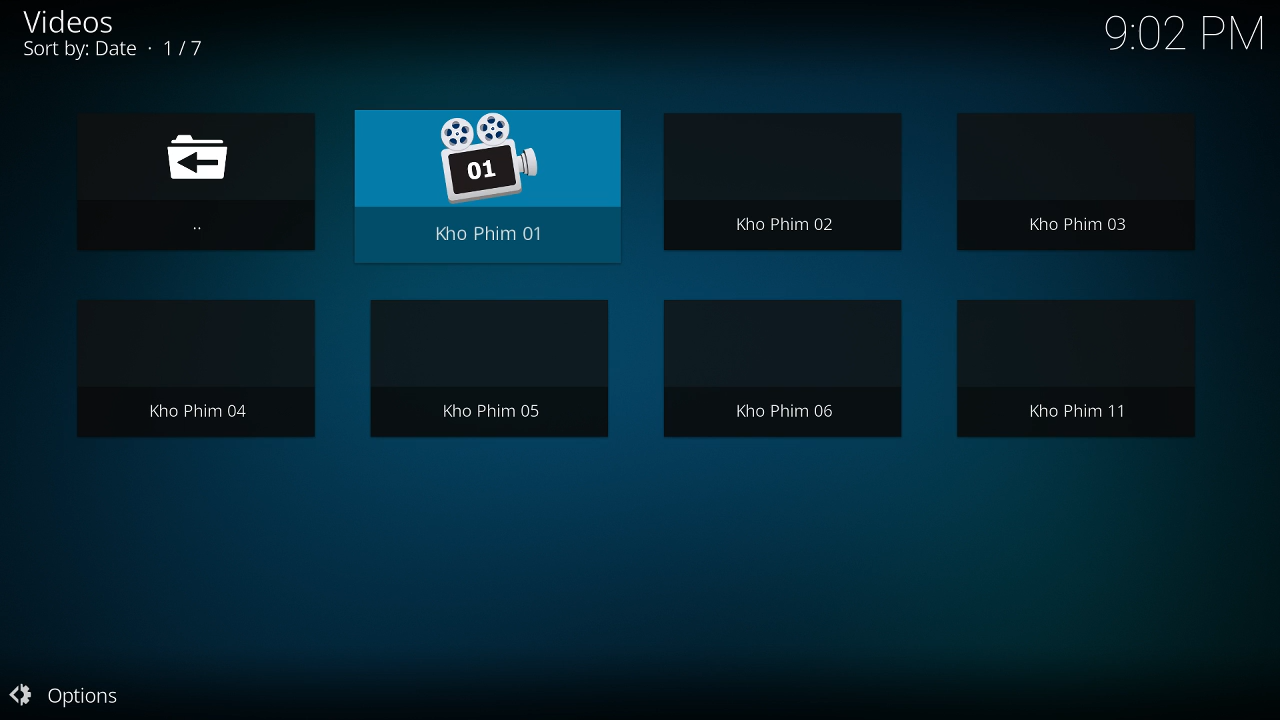 Videos
Sort by: Date · 1 / 7
9:02 PM
..
01
Kho Phim 01
Kho Phim 02
Kho Phim 03
Kho Phim 04
Kho Phim 05
Kho Phim 06
Kho Phim 11
Options